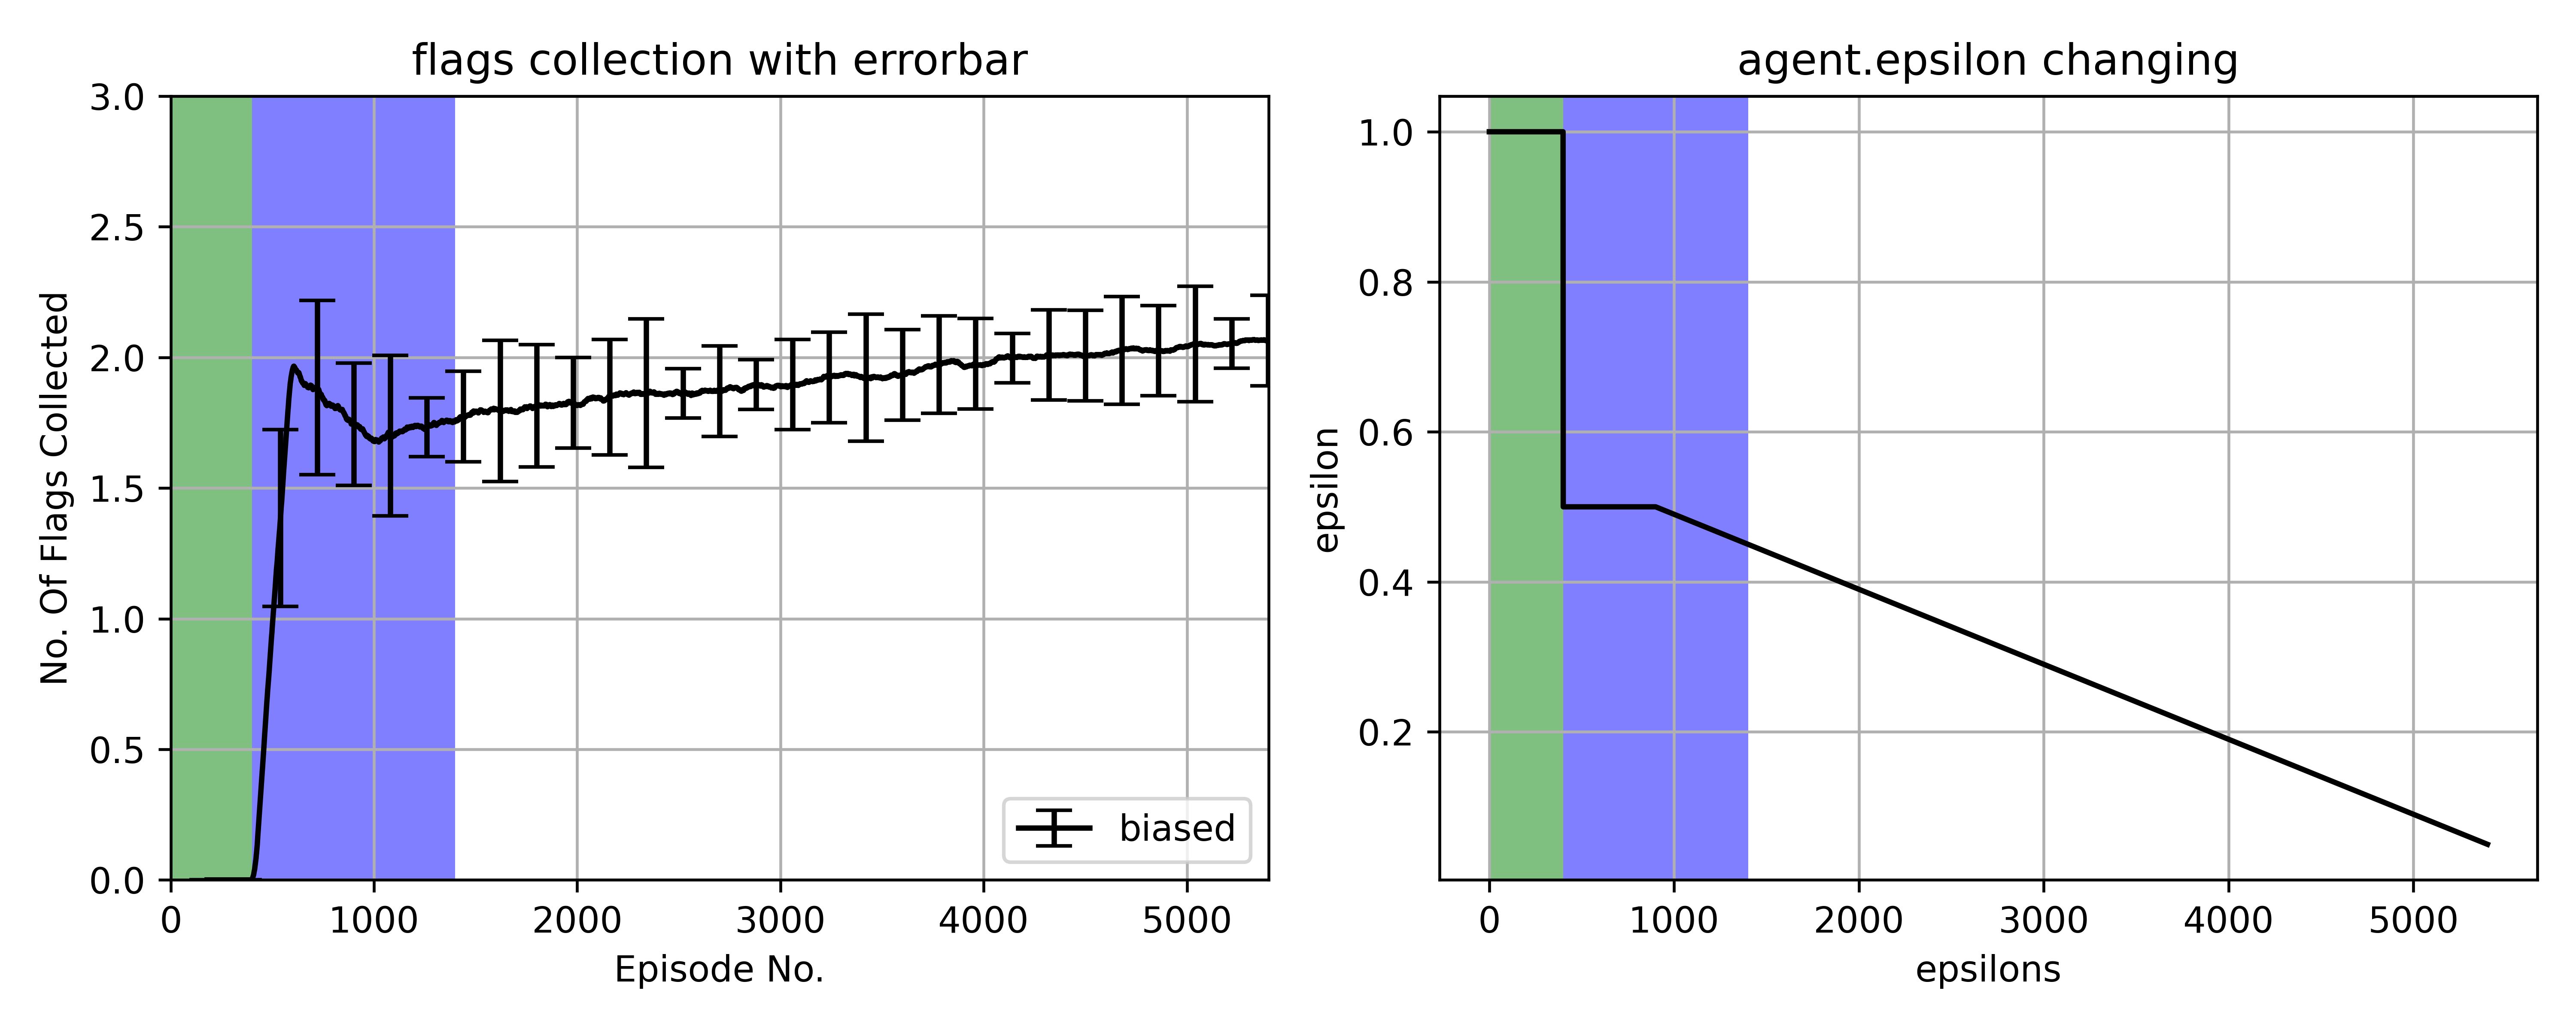 flags collection with errorbar
No. Of Flags Collected
3.0
2.5
2.0
1.5
1.0
0.5
0.0
0 1000 2000 3000 4000 5000
Episode No.
biased
agent.epsilon changing
epsilon
1.0
0.8
0.6
0.4
0.2
0 1000 2000 3000 4000 5000
epsilons